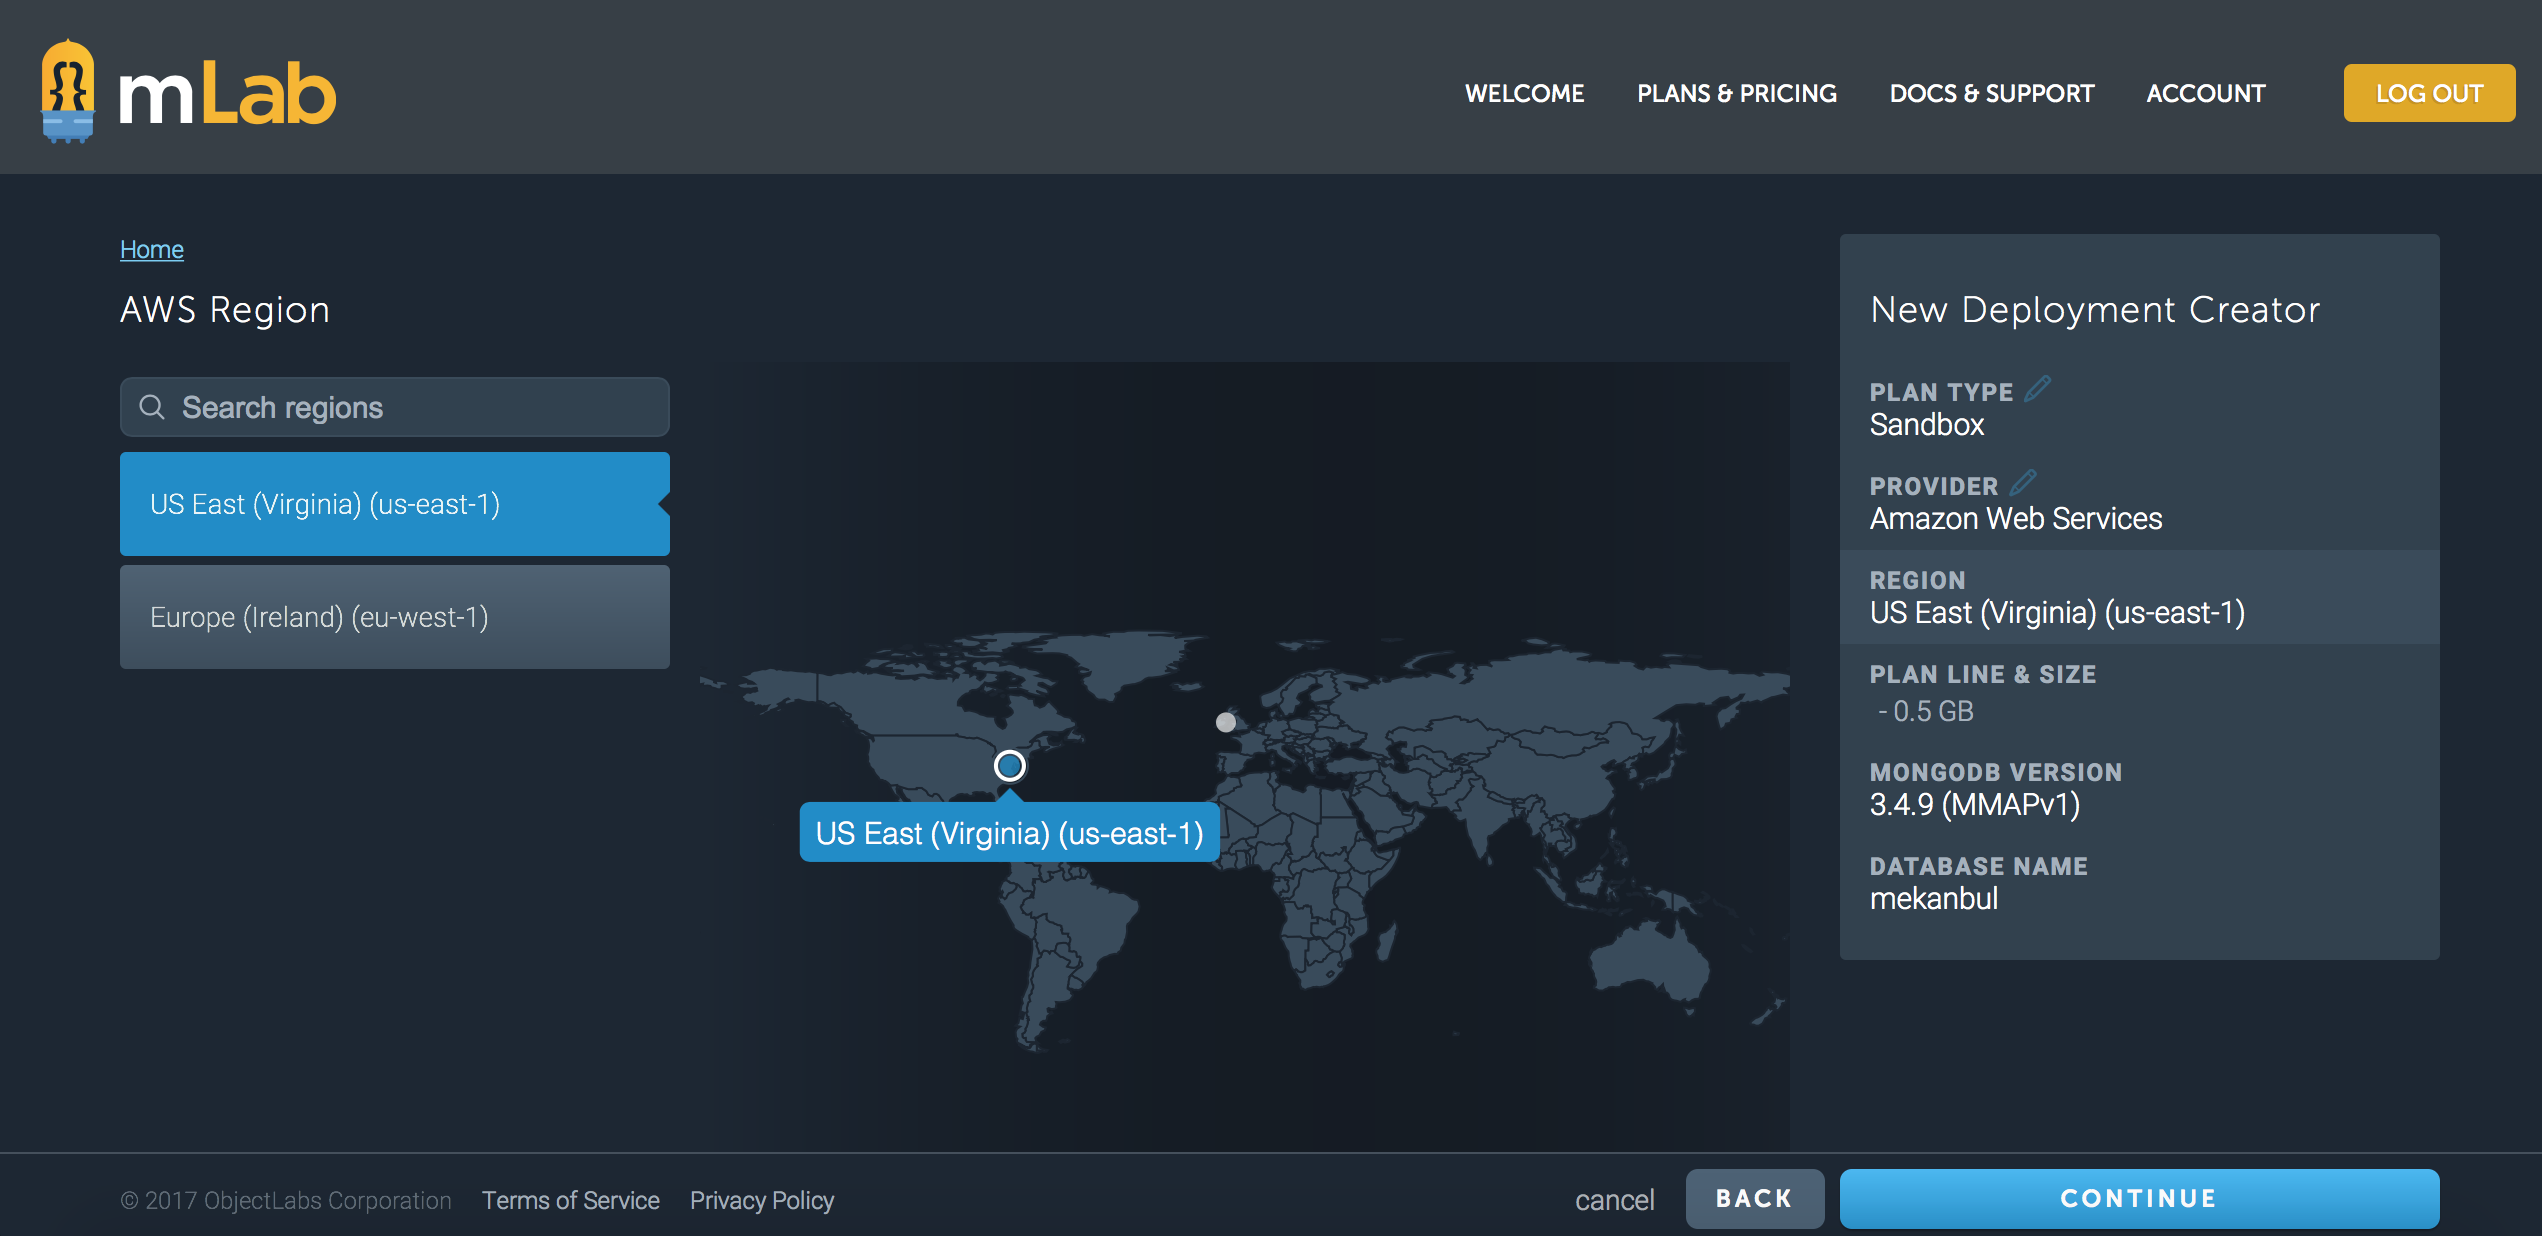 mLab
WELCOME
PLANS & PRICING
DOCS & SUPPORT
ACCOUNT
LOG OUT
Home
AWS Region
Search regions
US East (Virginia) (us-east-1)
Europe (Ireland) (eu-west-1)
US East (Virginia) (us-east-1)
New Deployment Creator
PLAN TYPE
Sandbox
PROVIDER
Amazon Web Services
REGION
US East (Virginia) (us-east-1)
PLAN LINE & SIZE
- 0.5 GB
MONGODB VERSION
3.4.9 (MMAPv1)
DATABASE NAME
mekanbul
© 2017 ObjectLabs Corporation
Terms of Service
Privacy Policy
cancel
BACK
CONTINUE